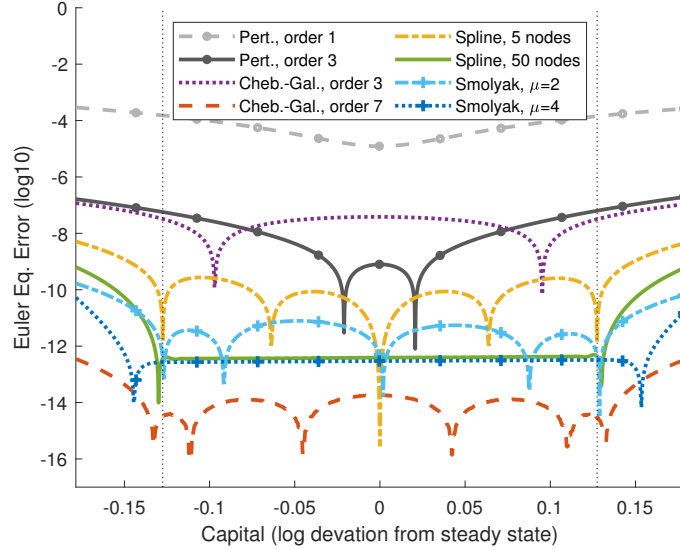 0
-2
-4
-6
-8
-10
-12
-14
-16
Euler Eq. Error (log10)
Pert., order 1
Pert., order 3
Cheb.-Gal., order 3
Cheb.-Gal., order 7
Spline, 5 nodes
Spline, 50 nodes
Smolyak, μ=2
Smolyak, μ=4
-0.15 -0.1 -0.05 0 0.05 0.1 0.15
Capital (log devation from steady state)